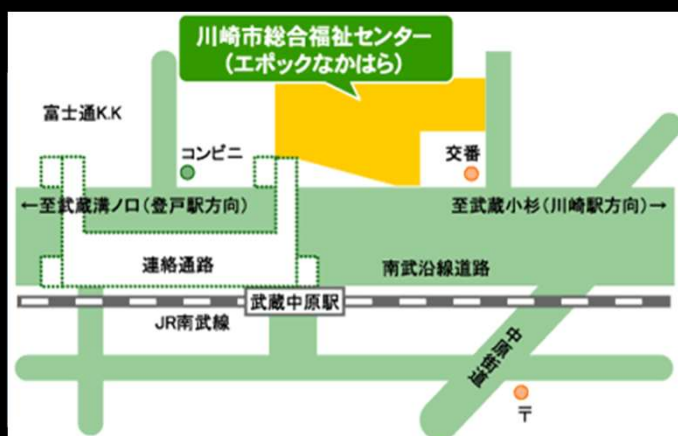 川崎市総合福祉センター
(エポックなかはら)
富士通K.K
コンビニ
交番
←至武蔵溝ノ口(登戸駅方向)
至武蔵小杉(川崎駅方向)→
連絡通路
南武沿線道路
武蔵中原駅
JR南武線
中原街道
〒